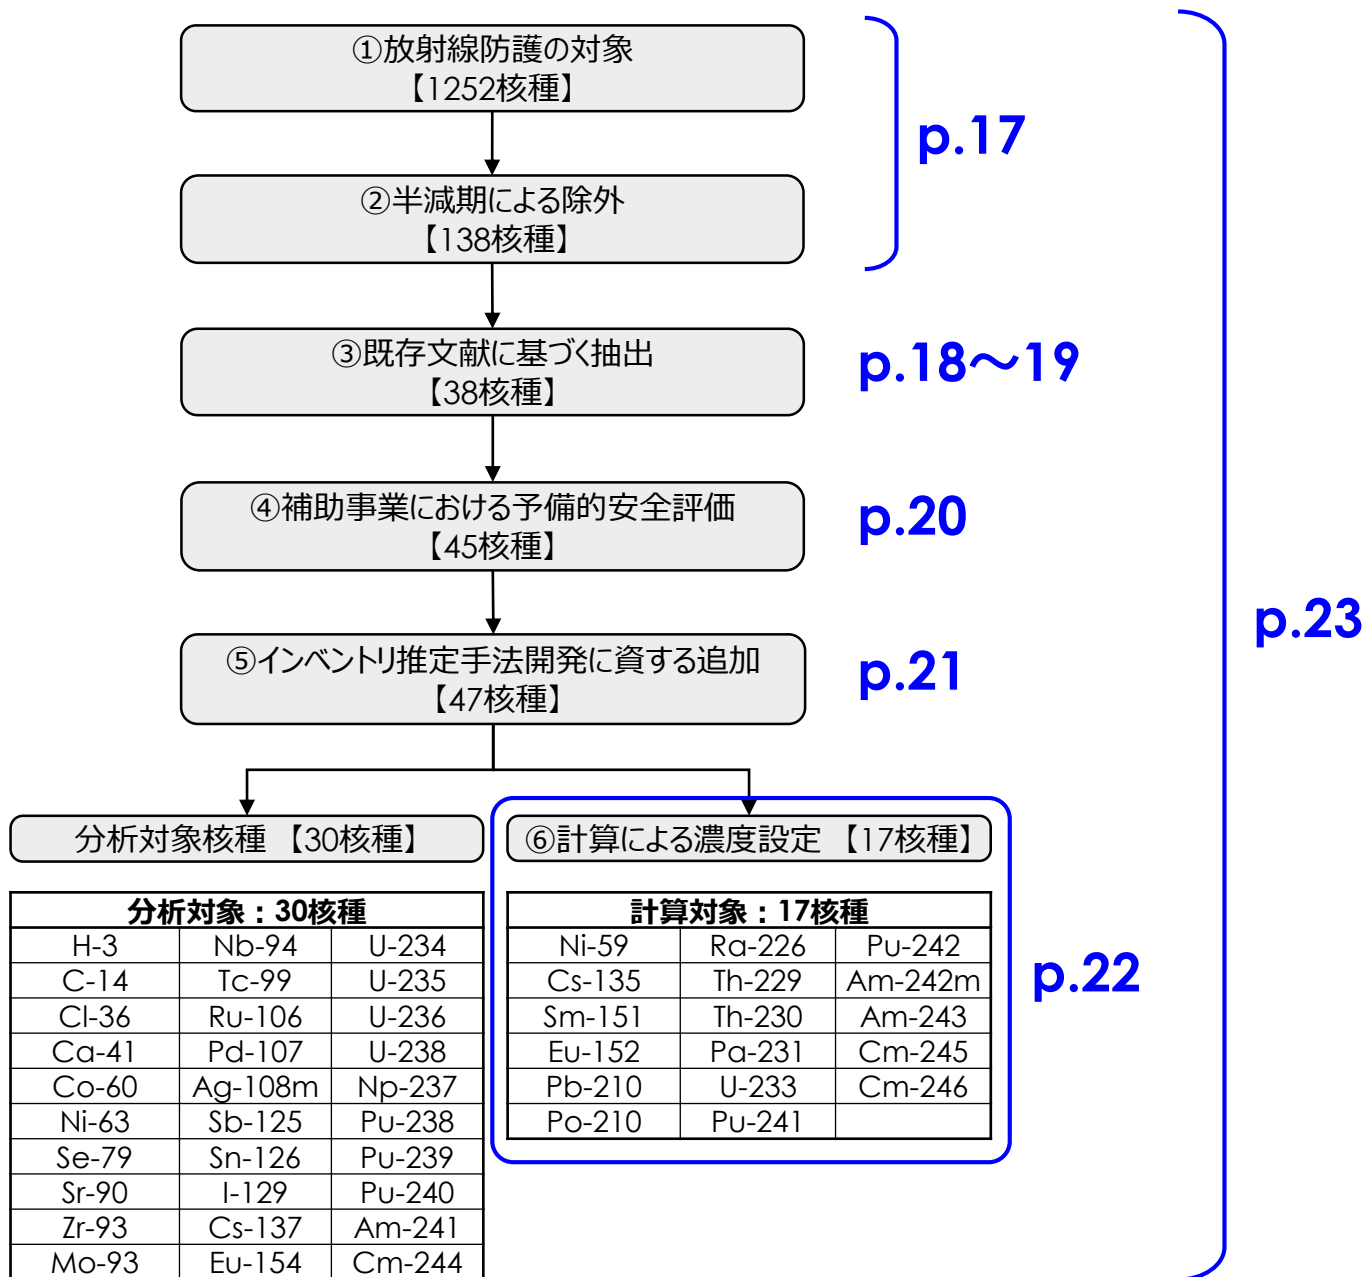 ①放射線防護の対象
【1252核種】
p.17
②半減期による除外
【138核種】
③既存文献に基づく抽出
【38核種】
p.18～19
④補助事業における予備的安全評価
【45核種】
p.20
⑤インベントリ推定手法開発に資する追加
【47核種】
p.21
p.23
分析対象核種 【30核種】
⑥計算による濃度設定 【17核種】
分析対象：30核種
H-3 Nb-94 U-234
C-14 Tc-99 U-235
Cl-36 Ru-106 U-236
Ca-41 Pd-107 U-238
Co-60 Ag-108m Np-237
Ni-63 Sb-125 Pu-238
Se-79 Sn-126 Pu-239
Sr-90 I-129 Pu-240
Zr-93 Cs-137 Am-241
Mo-93 Eu-154 Cm-244
計算対象：17核種
Ni-59 Ra-226 Pu-242
Cs-135 Th-229 Am-242m
Sm-151 Th-230 Am-243
Eu-152 Pa-231 Cm-245
Pb-210 U-233 Cm-246
Po-210 Pu-241
p.22